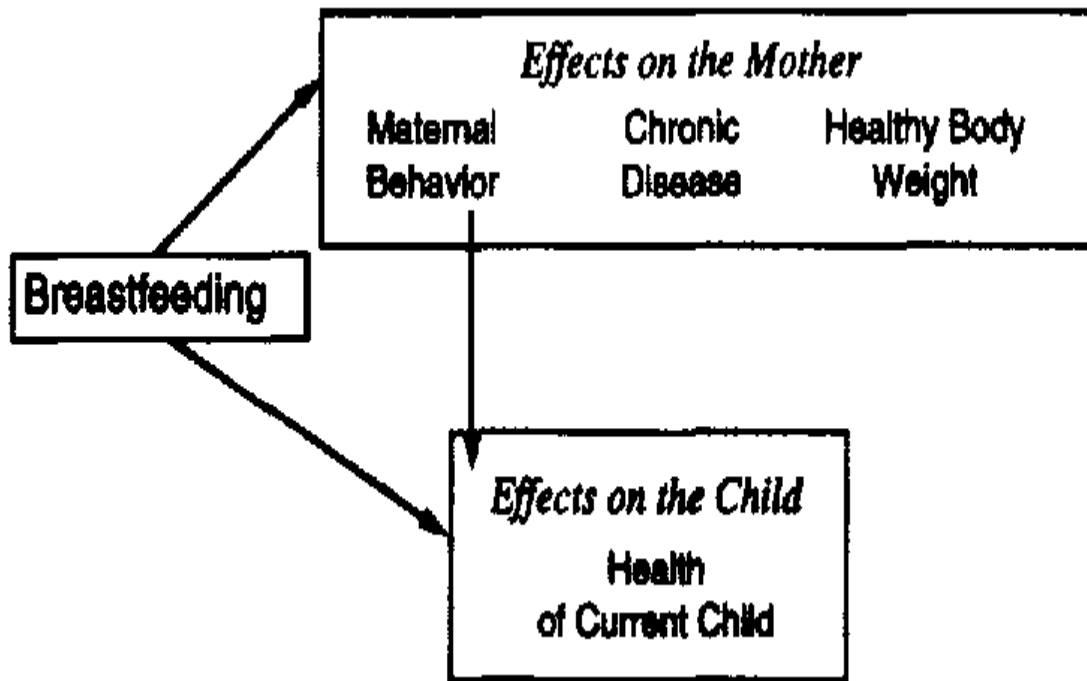 Effects on the Mother
Maternal Behavior
Chronic Disease
Healthy Body Weight
Breastfeeding
Effects on the Child
Health
of Current Child